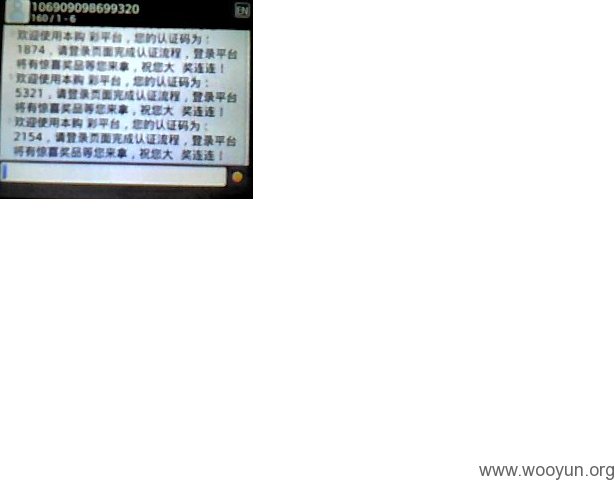 106909098699320
160 / 1 - 6
EN
欢迎使用本购 彩平台，您的认证码为：
1874，请登录页面完成认证流程，登录平台
将有惊喜奖品等您来拿，祝您大 奖连连！
欢迎使用本购 彩平台，您的认证码为：
5321，请登录页面完成认证流程，登录平台
将有惊喜奖品等您来拿，祝您大 奖连连！
欢迎使用本购 彩平台，您的认证码为：
2154，请登录页面完成认证流程，登录平台
将有惊喜奖品等您来拿，祝您大 奖连连！
www.wooyun.org